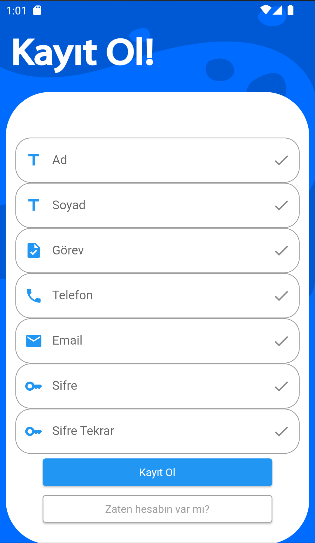 1:01
Kayıt Ol!
Ad
Soyad
Görev
Telefon
Email
Sifre
Sifre Tekrar
Kayıt Ol
Zaten hesabın var mı?